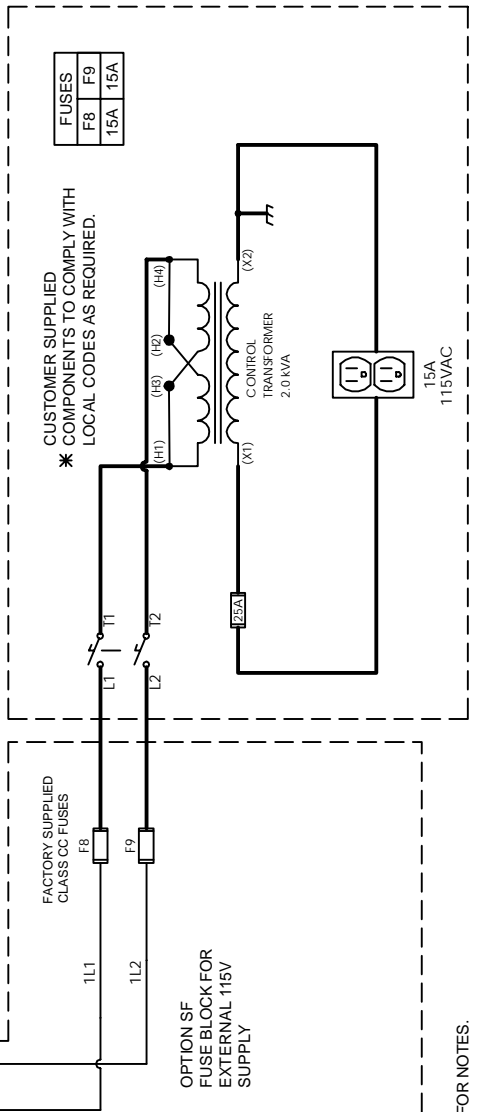 FUSES
F8 F9
15A 15A
✱ CUSTOMER SUPPLIED
COMPONENTS TO COMPLY WITH
LOCAL CODES AS REQUIRED.
(H1)
(H3)
(H2)
(H4)
L1
T1
L2
T2
(X1)
(X2)
CONTROL
TRANSFORMER
2.0 kVA
25A
15A
115VAC
FACTORY SUPPLIED
CLASS CC FUSES
F8
F9
1L1
1L2
OPTION SF
FUSE BLOCK FOR
EXTERNAL 115V
SUPPLY
FOR NOTES.